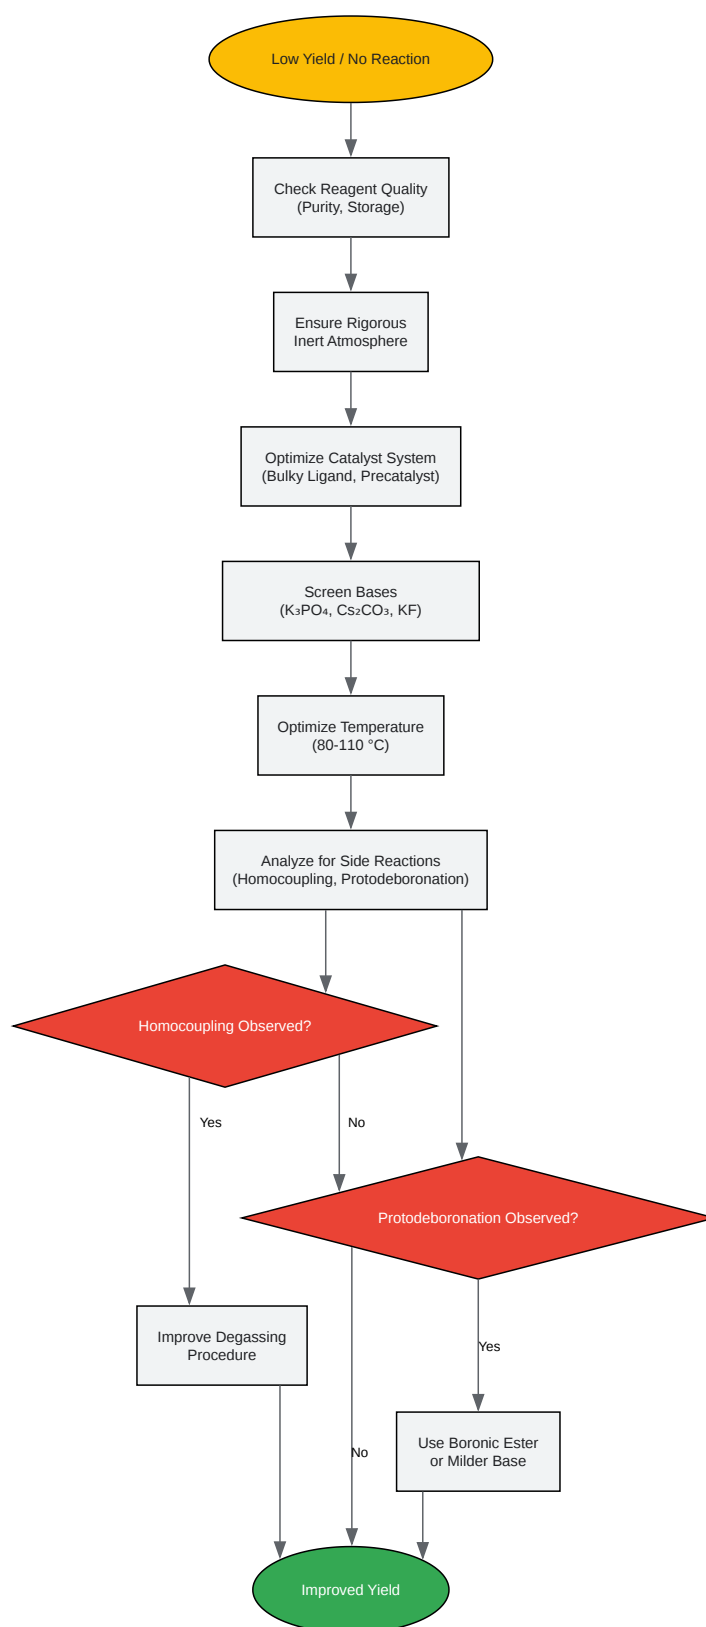 Low Yield / No Reaction
Check Reagent Quality
(Purity, Storage)
Ensure Rigorous
Inert Atmosphere
Optimize Catalyst System
(Bulky Ligand, Precatalyst)
Screen Bases
(K₃PO₄, Cs₂CO₃, KF)
Optimize Temperature
(80-110 °C)
Analyze for Side Reactions
(Homocoupling, Protodeboronation)
Homocoupling Observed?
Yes
No
Protodeboronation Observed?
Improve Degassing
Procedure
Yes
Use Boronic Ester
or Milder Base
No
Improved Yield